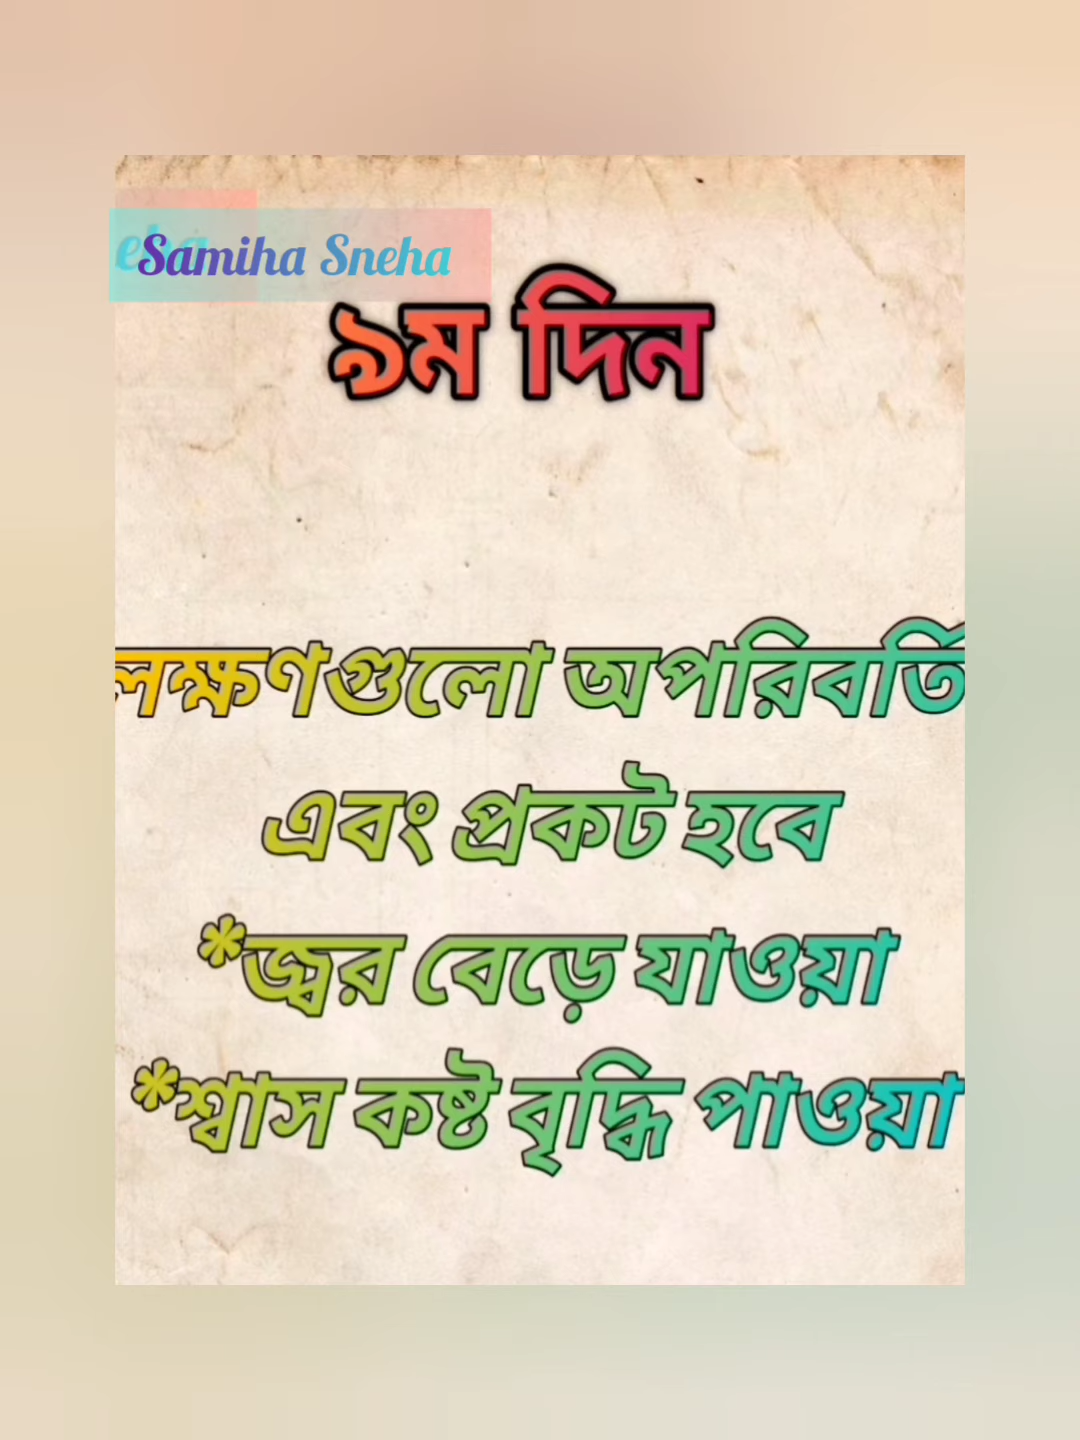 Samiha Sneha
৯ম দিন
লক্ষণগুলো অপরিবর্তি
এবং প্রকট হবে
*জ্বর বেড়ে যাওয়া
*শ্বাস কষ্ট বৃদ্ধি পাওয়া